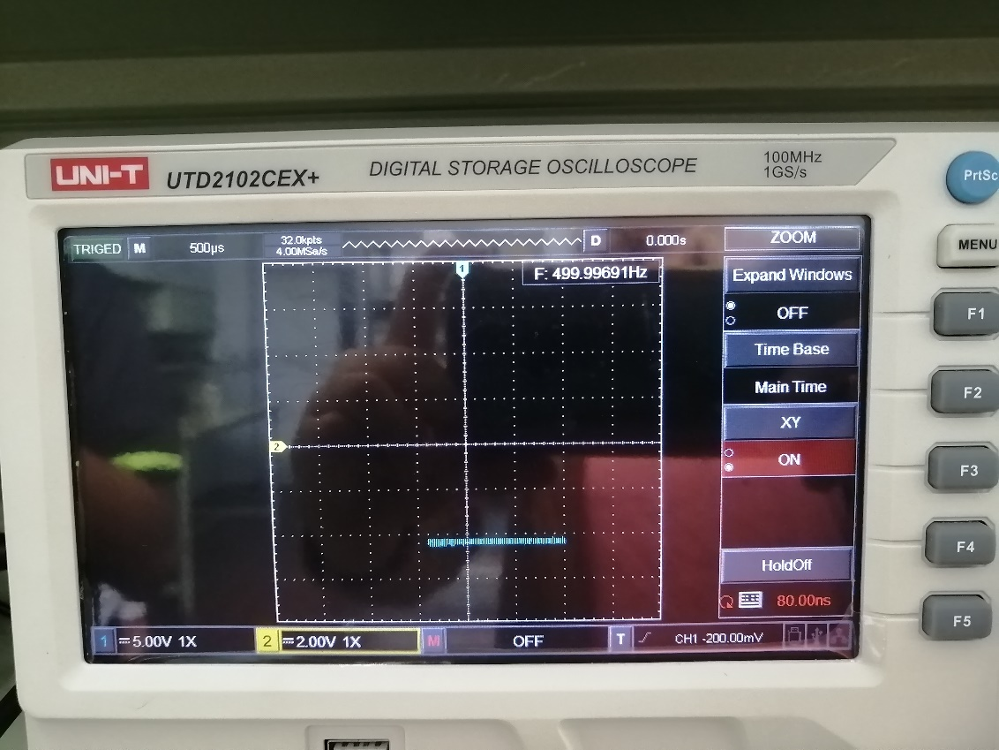 UNI-T UTD2102CEX+ DIGITAL STORAGE OSCILLOSCOPE 100MHz
1GS/s
PrtSc
MENU
TRIGED M 500μs 32.0kpts
4.00MSa/s
D 0.000s ZOOM
1 F: 499.99691Hz
Expand Windows
OFF
F1
Time Base
Main Time
F2
XY
2
ON
F3
HoldOff
F4
80.00ns
F5
1 5.00V 1X 2 2.00V 1X M OFF T CH1 -200.00mV